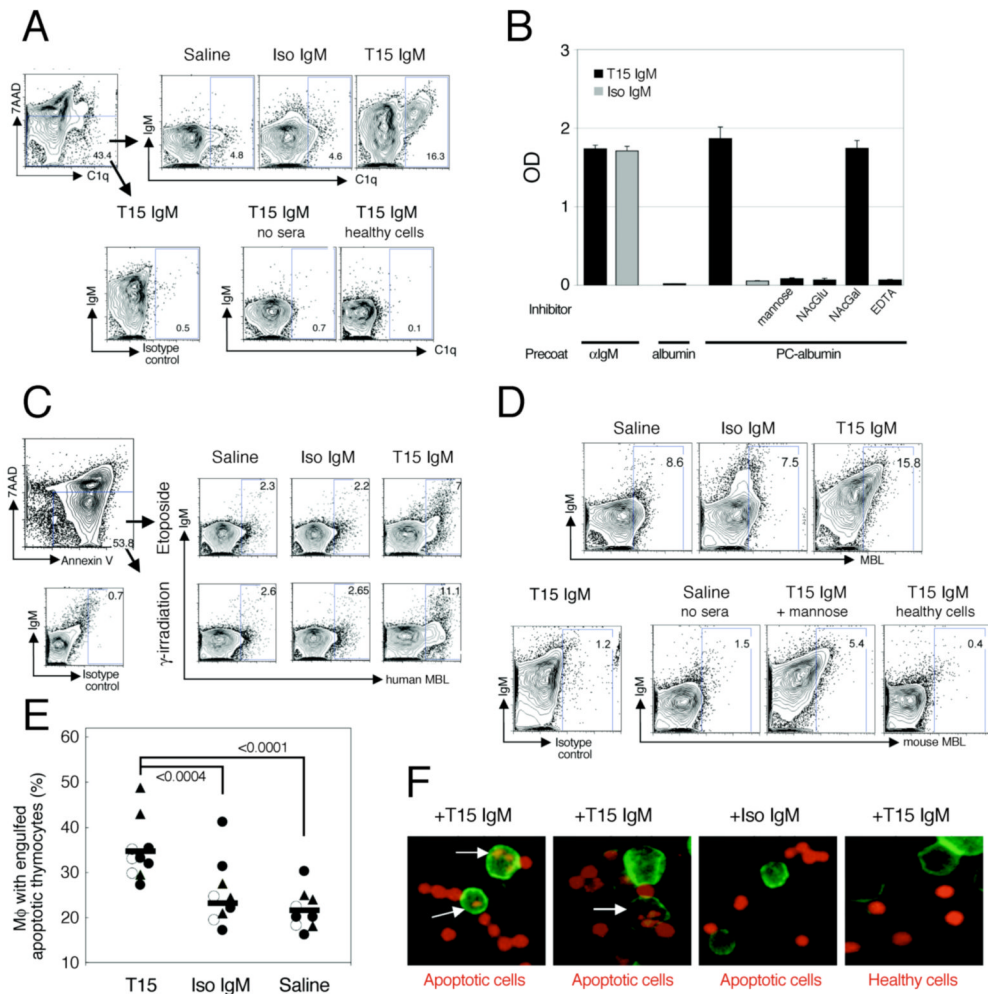 A
Saline
Iso IgM
T15 IgM
7AAD
43.4
C1q
IgM
4.8
4.6
16.3
C1q
T15 IgM
T15 IgM
no sera
T15 IgM
healthy cells
IgM
0.5
Isotype
control
IgM
0.7
0.1
C1q
B
3
2
1
0
OD
T15 IgM
Iso IgM
Inhibitor
mannose
NAcGlu
NAcGal
EDTA
Precoat
αIgM
albumin
PC-albumin
C
Saline
Iso IgM
T15 IgM
7AAD
53.8
Annexin V
Etoposide
IgM
2.3
2.2
7
γ-irradiation
2.6
2.65
11.1
human MBL
IgM
0.7
Isotype
control
D
Saline
Iso IgM
T15 IgM
IgM
8.6
7.5
15.8
MBL
T15 IgM
Saline
no sera
T15 IgM
+ mannose
T15 IgM
healthy cells
IgM
1.2
Isotype
control
IgM
1.5
5.4
0.4
mouse MBL
E
Mϕ with engulfed
apoptotic thymocytes (%)
60
50
40
30
20
10
<0.0001
<0.0004
T15
Iso IgM
Saline
F
+T15 IgM
+T15 IgM
+Iso IgM
+T15 IgM
Apoptotic cells
Apoptotic cells
Apoptotic cells
Healthy cells